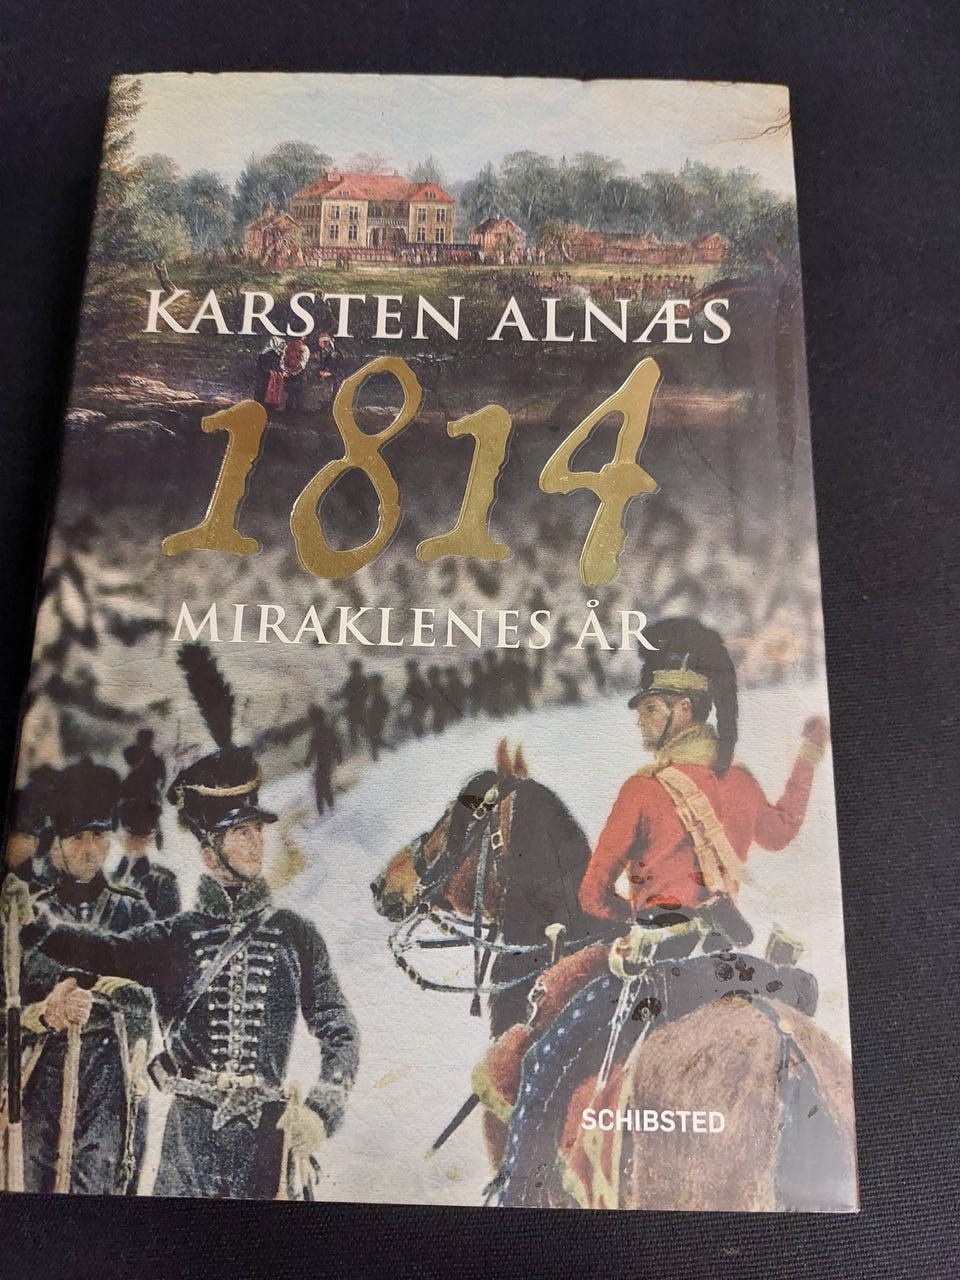 KARSTEN ALNÆS
1814
MIRAKLENES ÅR
SCHIBSTED